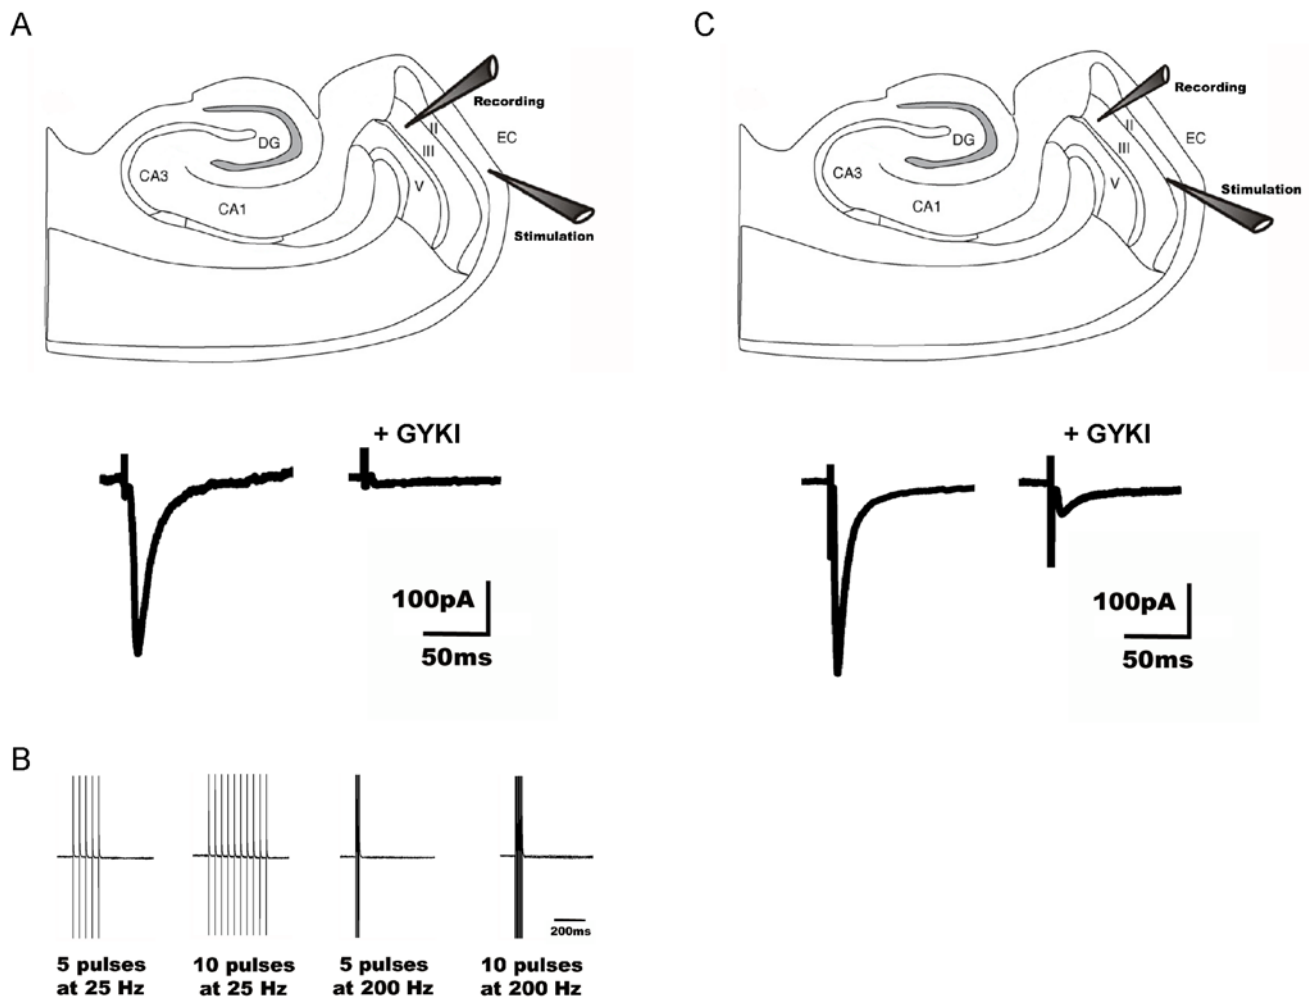 A
Recording
II
III
V
EC
DG
CA3
CA1
Stimulation
+ GYKI
100pA
50ms
C
Recording
II
III
V
EC
DG
CA3
CA1
Stimulation
+ GYKI
100pA
50ms
B
200ms
5 pulses
at 25 Hz
10 pulses
at 25 Hz
5 pulses
at 200 Hz
10 pulses
at 200 Hz